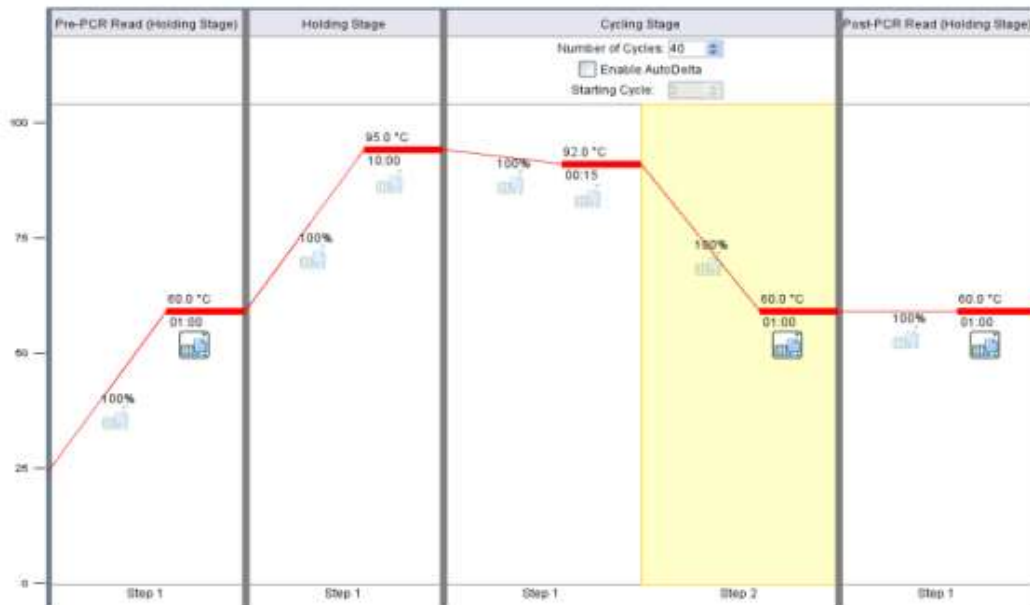 Pre-PCR Read (Holding Stage)
Holding Stage
Cycling Stage
Post-PCR Read (Holding Stage)
Number of Cycles: 40
Enable AutoDelta
Starting Cycle:
100
75
50
25
0
100%
60.0 °C
01:00
100%
95.0 °C
10:00
100%
92.0 °C
00:15
100%
60.0 °C
01:00
100%
60.0 °C
01:00
Step 1
Step 1
Step 1
Step 2
Step 1